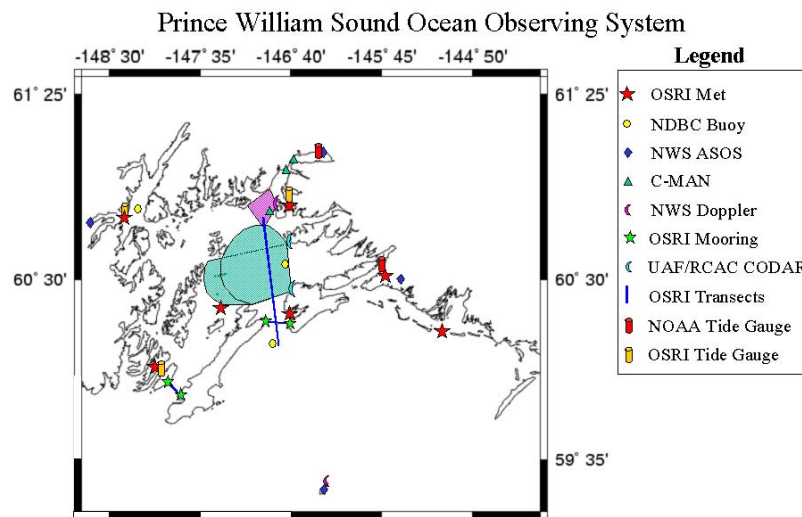 Prince William Sound Ocean Observing System
-148° 30' -147° 35' -146° 40' -145° 45' -144° 50'
Legend
61° 25' 61° 25'
OSRI Met
NDBC Buoy
NWS ASOS
C-MAN
NWS Doppler
OSRI Mooring
UAF/RCAC CODAR
60° 30' 60° 30'
OSRI Transects
NOAA Tide Gauge
OSRI Tide Gauge
59° 35' 59° 35'